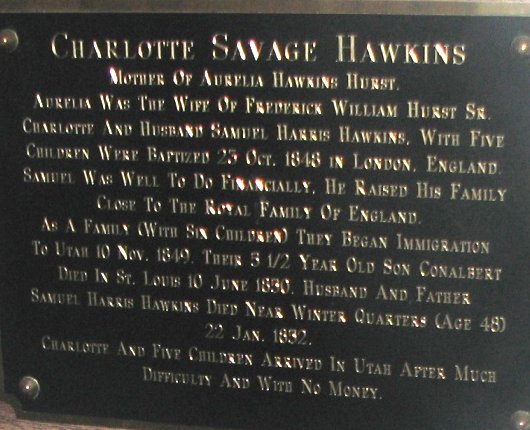 Charlotte Savage Hawkins
Mother Of Aurelia Hawkins Hurst.
Aurelia Was The Wife Of Frederick William Hurst Sr.
Charlotte And Husband Samuel Harris Hawkins, With Five
Children Were Baptized 23 Oct. 1848 in London, England.
Samuel Was Well To Do Financially, He Raised His Family
Close To The Royal Family Of England.
As A Family (With Six Children) They Began Immigration
To Utah 10 Nov. 1849. Their 3 1/2 Year Old Son Conalbert
Died In St. Louis 10 June 1850. Husband And Father
Samuel Harris Hawkins Died Near Winter Quarters (Age 48)
22 Jan. 1852.
Charlotte And Five Children Arrived In Utah After Much
Difficulty And With No Money.